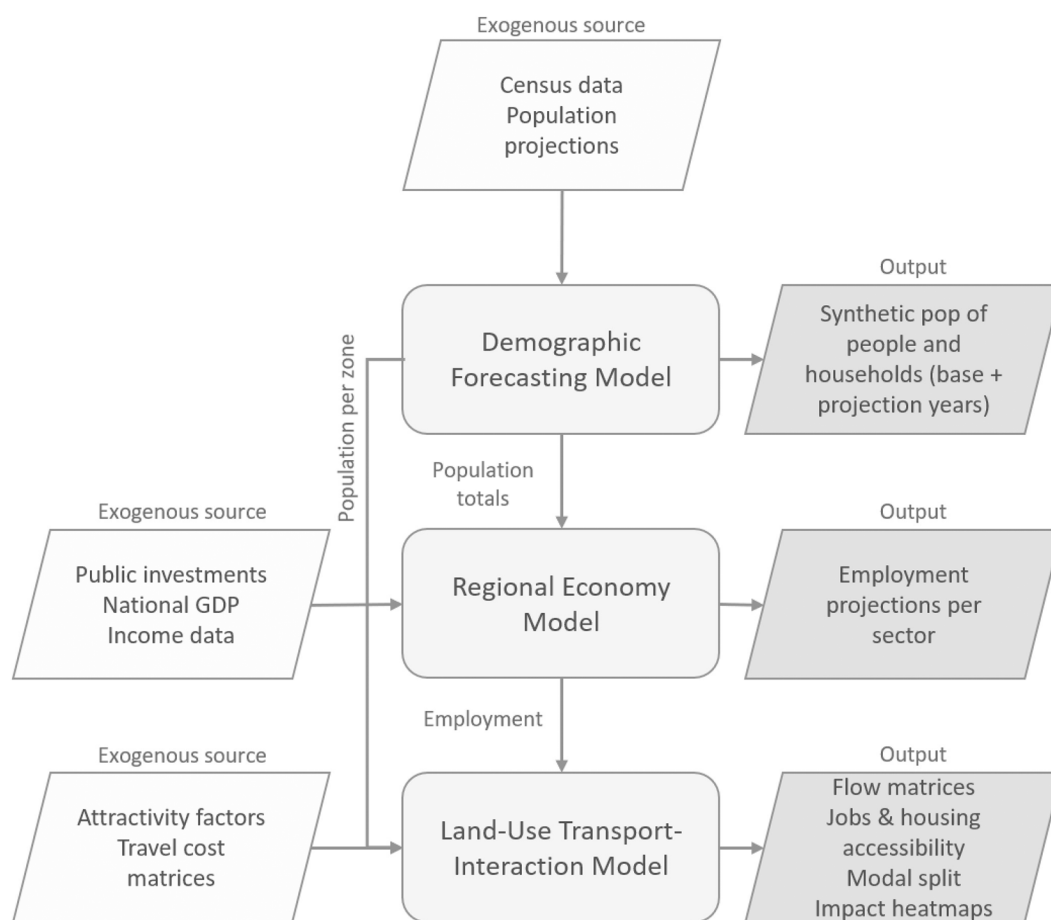 Exogenous source
Census data
Population
projections
Output
Synthetic pop of
people and
households (base +
projection years)
Demographic
Forecasting Model
Population per zone
Population
totals
Exogenous source
Public investments
National GDP
Income data
Regional Economy
Model
Output
Employment
projections per
sector
Employment
Exogenous source
Attractivity factors
Travel cost
matrices
Land-Use Transport-
Interaction Model
Output
Flow matrices
Jobs & housing
accessibility
Modal split
Impact heatmaps